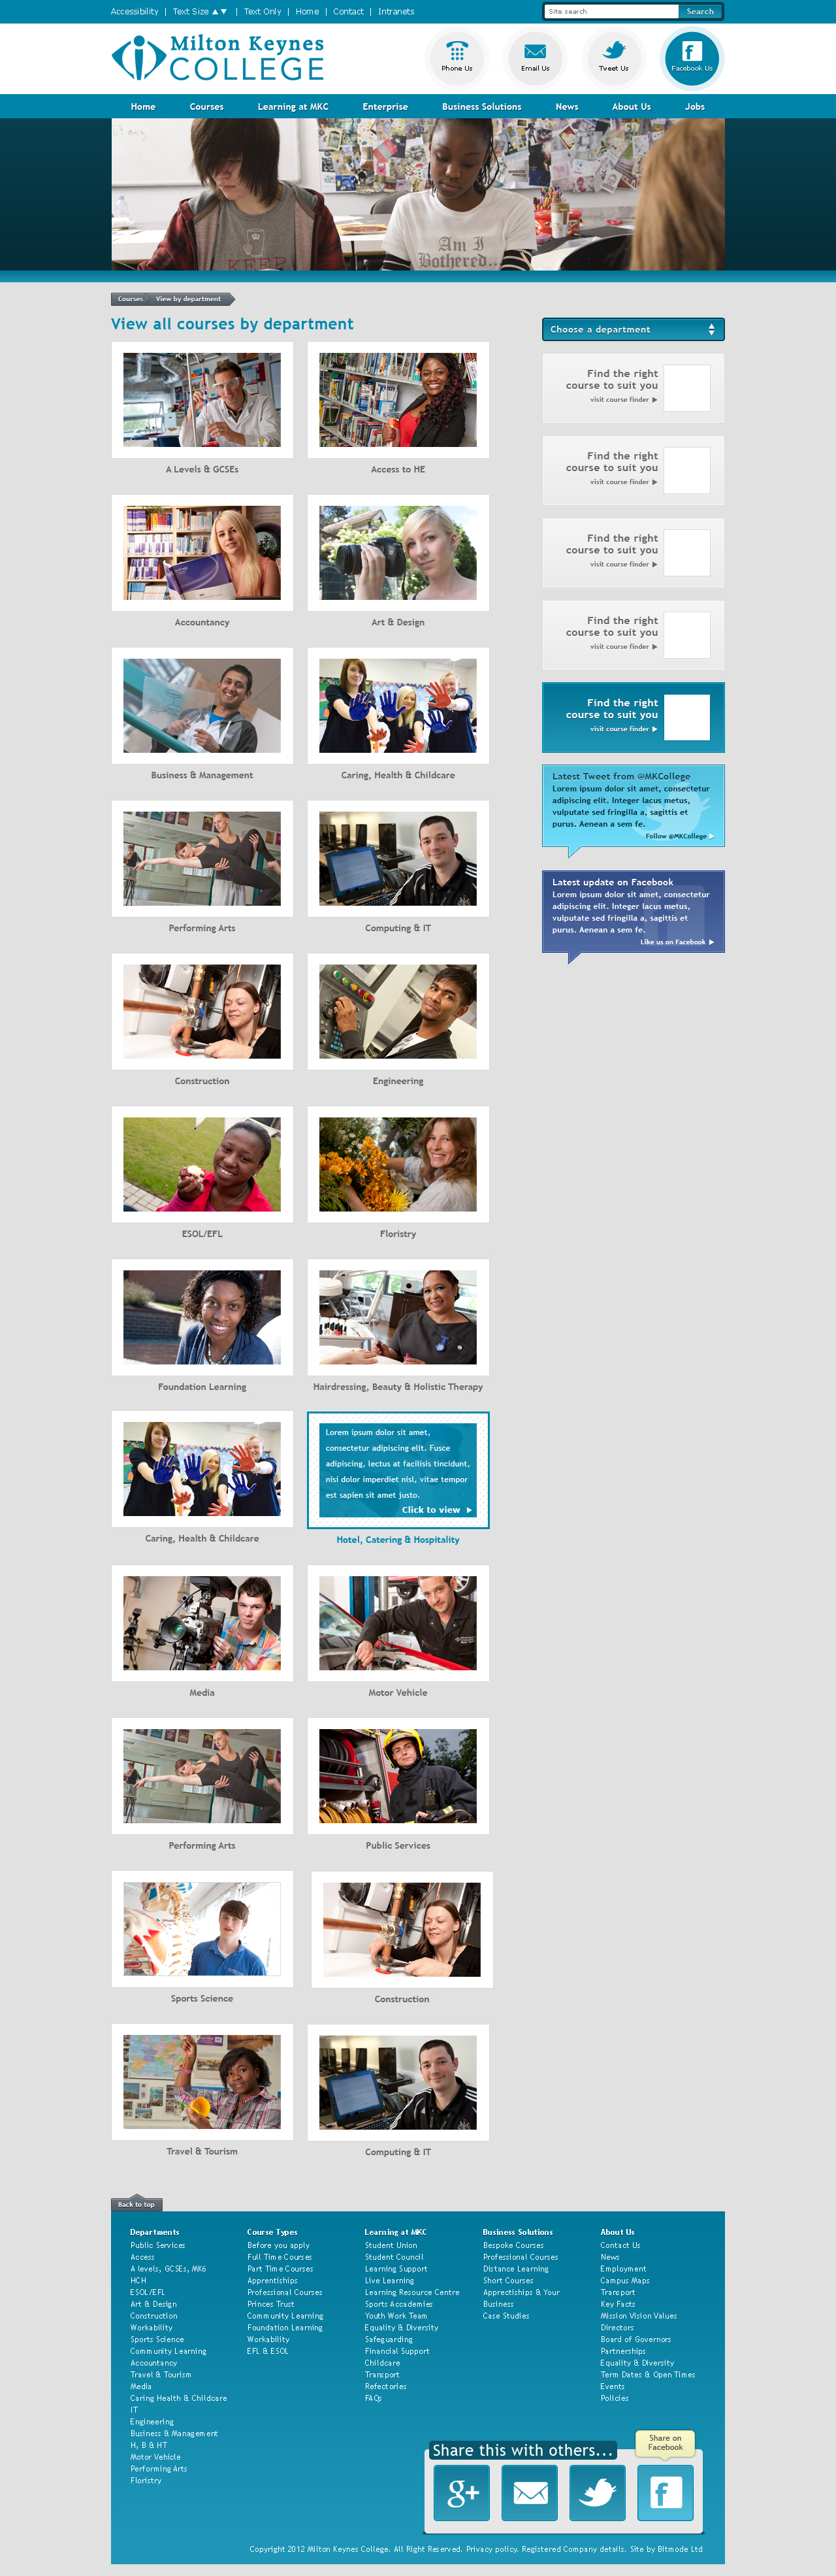 Accessibility | Text Size ▲▼ | Text Only | Home | Contact | Intranets
Site search
Search
Milton Keynes
COLLEGE
Phone Us
Email Us
Tweet Us
Facebook Us
Home Courses Learning at MKC Enterprise Business Solutions News About Us Jobs
KEEP
Am I
Bothered...
Courses View by department
View all courses by department
A Levels & GCSEs
Access to HE
Accountancy
Art & Design
Business & Management
Caring, Health & Childcare
Performing Arts
Computing & IT
Construction
Engineering
ESOL/EFL
Floristry
Foundation Learning
Hairdressing, Beauty & Holistic Therapy
Caring, Health & Childcare
Lorem ipsum dolor sit amet,
consectetur adipiscing elit. Fusce
adipiscing, lectus at facilisis tincidunt,
nisi dolor imperdiet nisl, vitae tempor
est sapien sit amet justo.
Click to view
Hotel, Catering & Hospitality
Media
Motor Vehicle
Performing Arts
Public Services
Sports Science
Construction
Travel & Tourism
Computing & IT
Choose a department
Find the right
course to suit you
visit course finder
Find the right
course to suit you
visit course finder
Find the right
course to suit you
visit course finder
Find the right
course to suit you
visit course finder
Find the right
course to suit you
visit course finder
Latest Tweet from @MKCollege
Lorem ipsum dolor sit amet, consectetur
adipiscing elit. Integer lacus metus,
vulputate sed fringilla a, sagittis et
purus. Aenean a sem fe.
Follow @MKCollege
Latest update on Facebook
Lorem ipsum dolor sit amet, consectetur
adipiscing elit. Integer lacus metus,
vulputate sed fringilla a, sagittis et
purus. Aenean a sem fe.
Like us on Facebook
Back to top
Departments
Public Services
Access
A levels, GCSEs, MK6
HCH
ESOL/EFL
Art & Design
Construction
Workability
Sports Science
Community Learning
Accountancy
Travel & Tourism
Media
Caring Health & Childcare
IT
Engineering
Business & Management
H, B & HT
Motor Vehicle
Performing Arts
Floristry
Course Types
Before you apply
Full Time Courses
Part Time Courses
Apprentiships
Professional Courses
Princes Trust
Community Learning
Foundation Learning
Workability
EFL & ESOL
Learning at MKC
Student Union
Student Council
Learning Support
Live Learning
Learning Resource Centre
Sports Accademies
Youth Work Team
Equality & Diversity
Safeguarding
Financial Support
Childcare
Transport
Refectories
FAQs
Business Solutions
Bespoke Courses
Professional Courses
Distance Learning
Short Courses
Apprecticships & Your
Business
Case Studies
About Us
Contact Us
News
Employment
Campus Maps
Transport
Key Facts
Mission Vision Values
Directors
Board of Governors
Partnerships
Equality & Diversity
Term Dates & Open Times
Events
Policies
Share this with others...
Share on
Facebook
g+
Copyright 2012 Milton Keynes College. All Right Reserved. Privacy policy. Registered Company details. Site by Bitmode Ltd